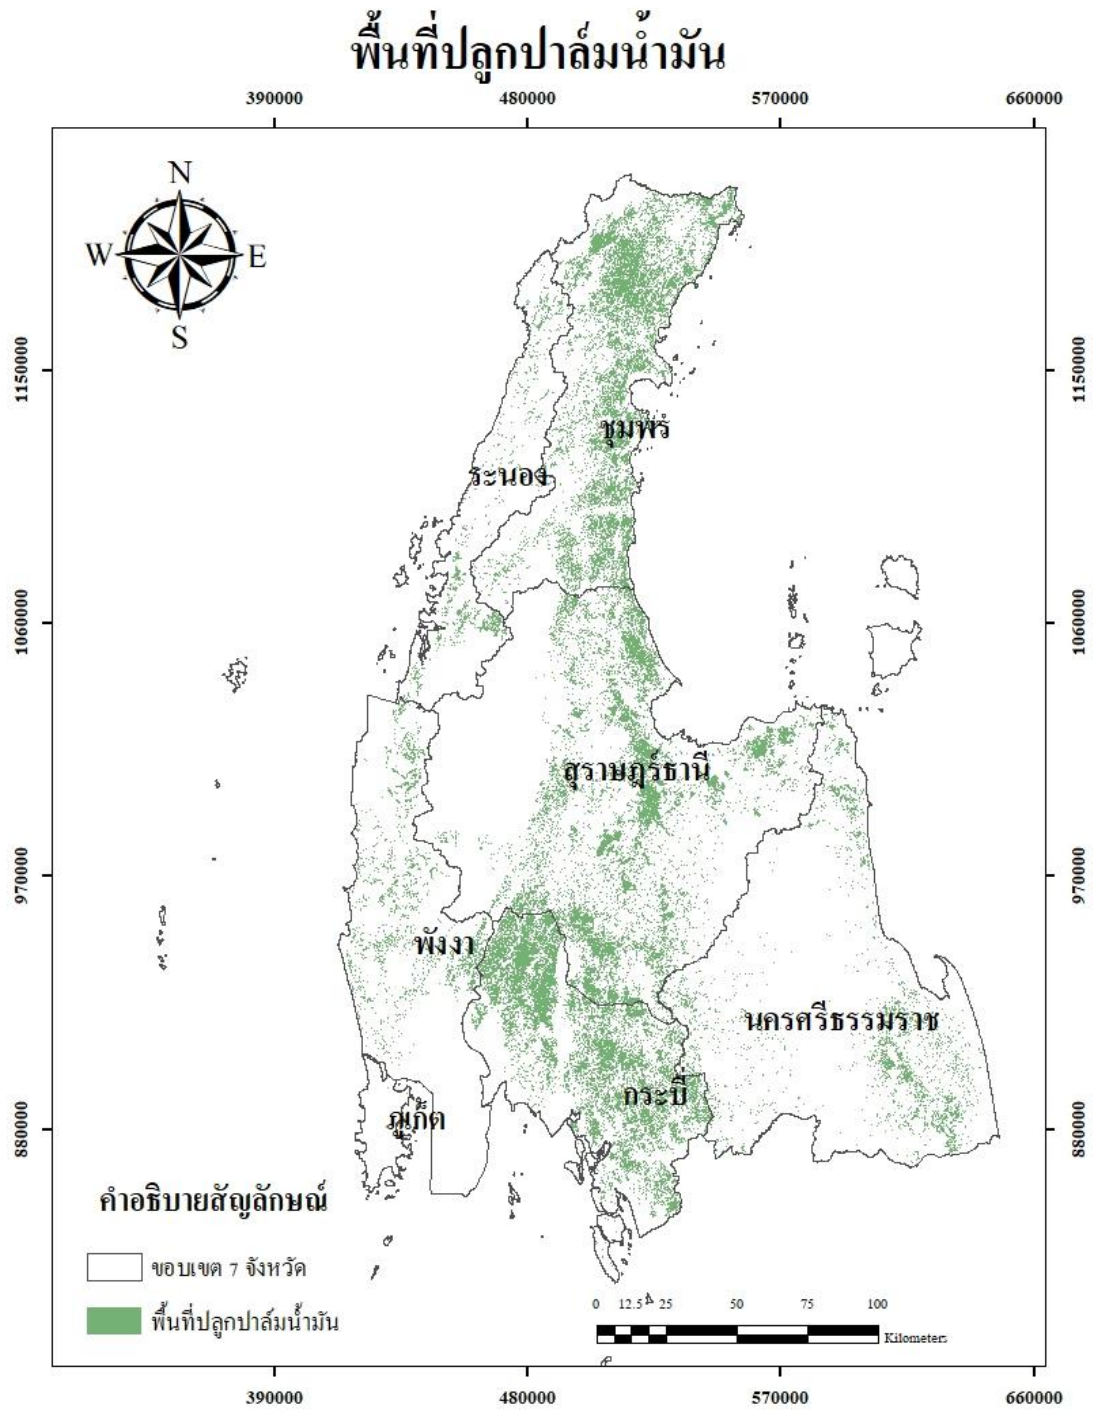 พื้นที่ปลูกปาล์มน้ำมัน
390000 480000 570000 660000
N
W E
S
1150000 1150000
ชุมพร
ระนอง
1060000 1060000
สุราษฎร์ธานี
970000 970000
พังงา
นครศรีธรรมราช
กระบี่
880000 880000
ภูเก็ต
คำอธิบายสัญลักษณ์
ขอบเขต 7 จังหวัด
พื้นที่ปลูกปาล์มน้ำมัน
0 12.5 25 50 75 100
Kilometers
390000 480000 570000 660000